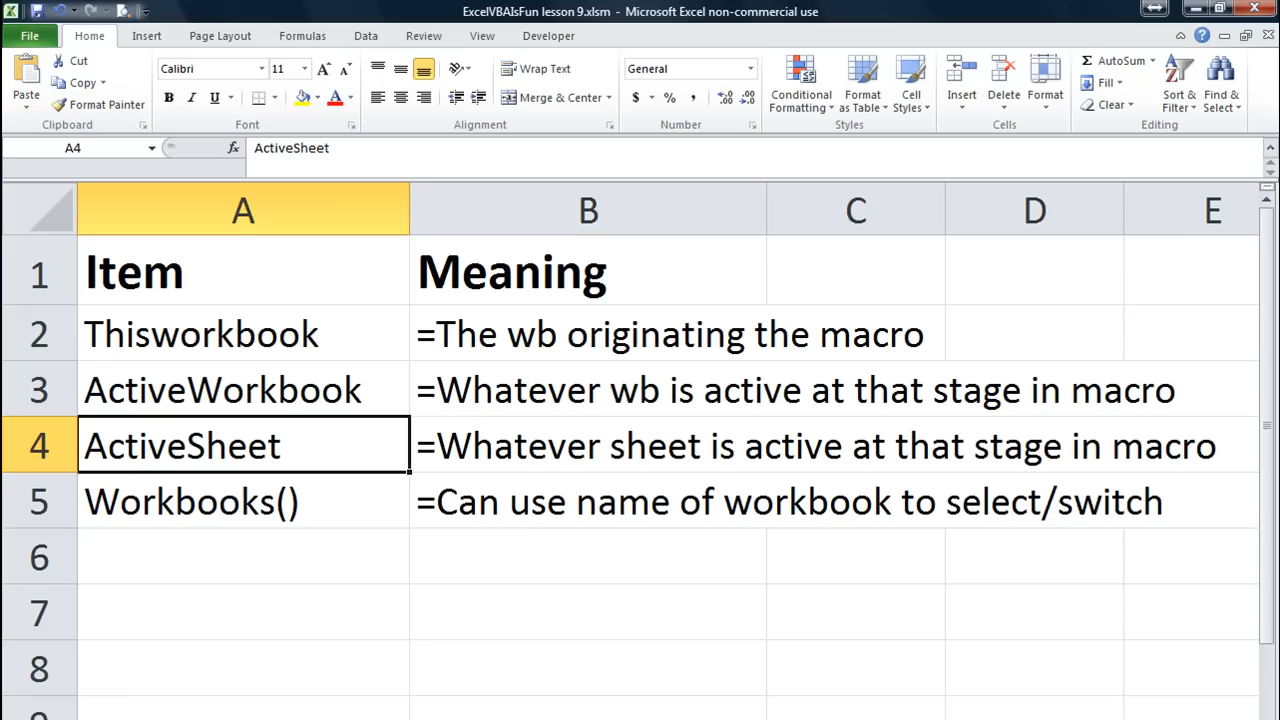 ExcelVBAIsFun lesson 9.xlsm - Microsoft Excel non-commercial use
File Home Insert Page Layout Formulas Data Review View Developer
Paste
Cut
Copy
Format Painter
Clipboard
Calibri 11
B I U
Font
Wrap Text
Merge & Center
Alignment
General
$ % ,
Number
Conditional Formatting
Format as Table
Cell Styles
Styles
Insert Delete Format
Cells
AutoSum
Fill
Clear
Sort & Filter
Find & Select
Editing
A4 fx ActiveSheet
A B C D E
1 Item Meaning
2 Thisworkbook =The wb originating the macro
3 ActiveWorkbook =Whatever wb is active at that stage in macro
4 ActiveSheet =Whatever sheet is active at that stage in macro
5 Workbooks() =Can use name of workbook to select/switch
6
7
8
9